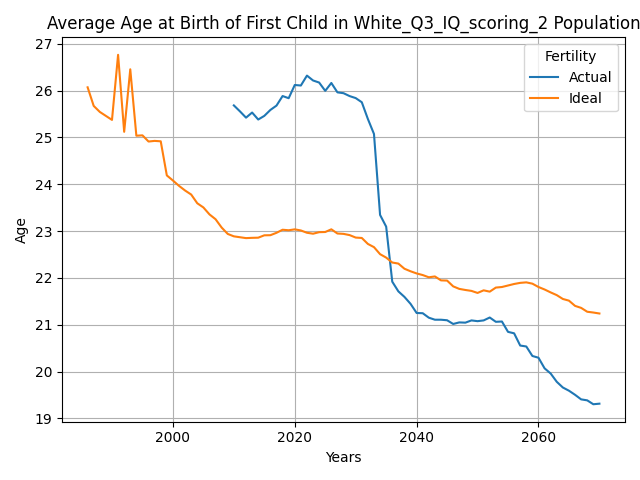 Average Age at Birth of First Child in White_Q3_IQ_scoring_2 Population
Fertility
Actual
Ideal
27
26
25
24
23
22
21
20
19
Age
2000
2020
2040
2060
Years